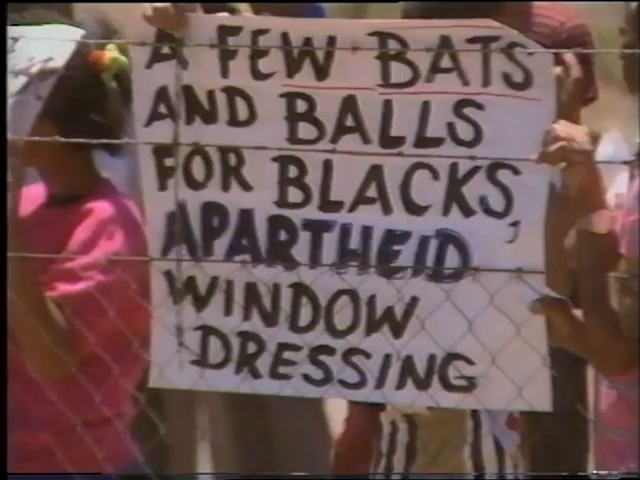 A FEW BATS
AND BALLS
FOR BLACKS,
APARTHEID
WINDOW
DRESSING